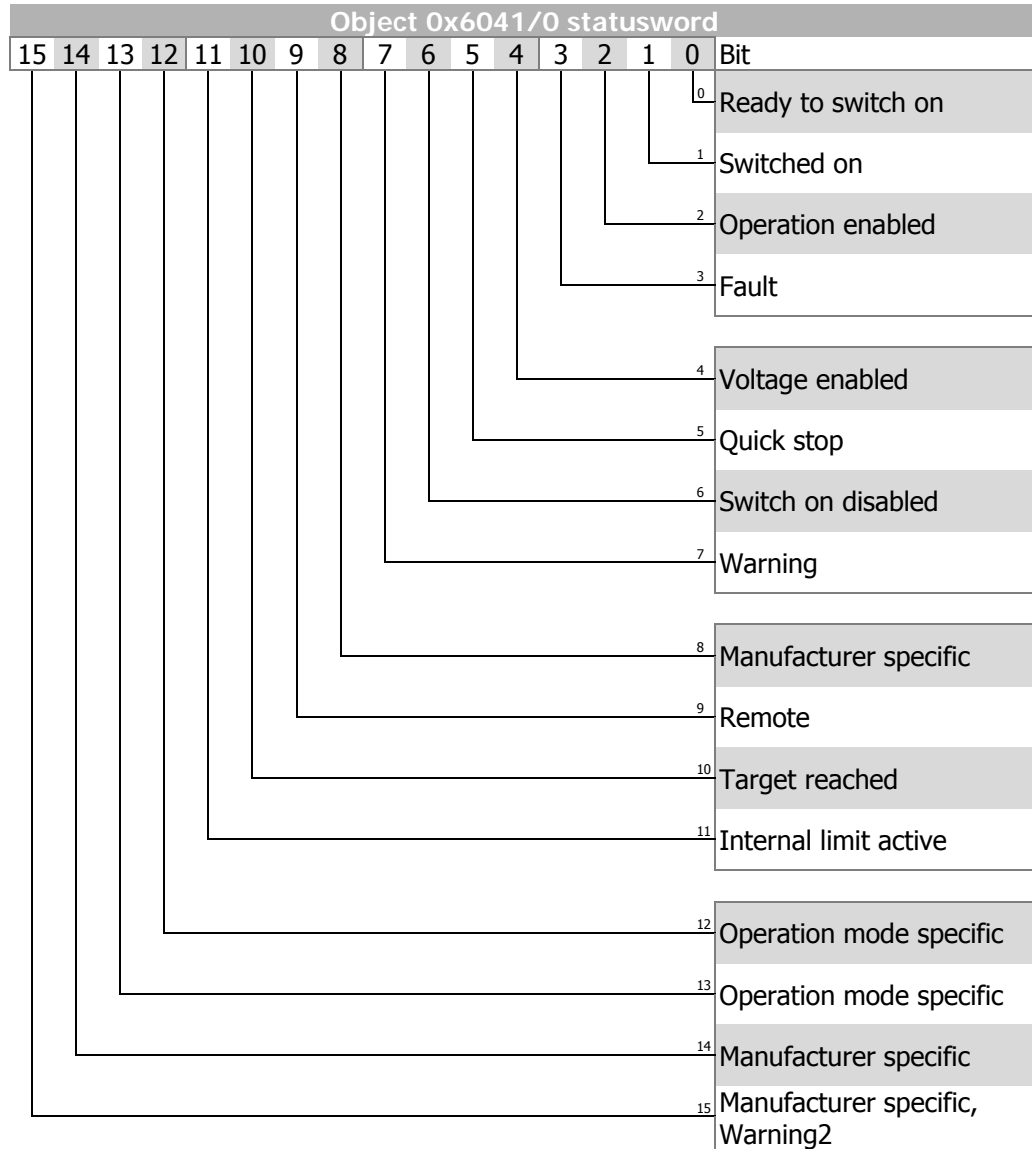 Object 0x6041/0 statusword
15 14 13 12 11 10 9 8 7 6 5 4 3 2 1 0 Bit
0 Ready to switch on
1 Switched on
2 Operation enabled
3 Fault
4 Voltage enabled
5 Quick stop
6 Switch on disabled
7 Warning
8 Manufacturer specific
9 Remote
10 Target reached
11 Internal limit active
12 Operation mode specific
13 Operation mode specific
14 Manufacturer specific
15 Manufacturer specific,
Warning2